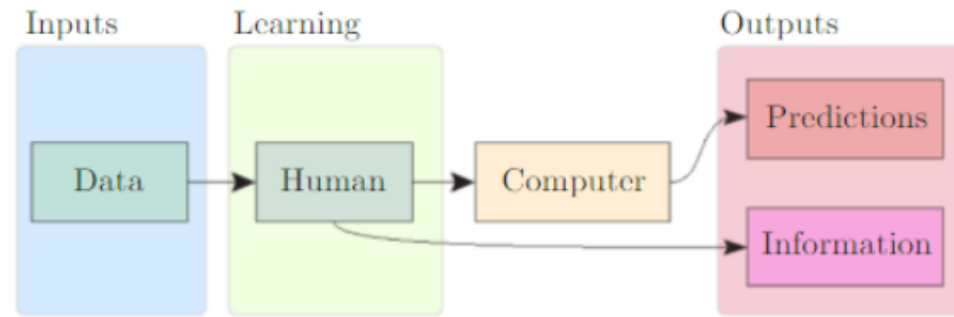 Inputs
Learning
Outputs
Predictions
Data
Human
Computer
Information